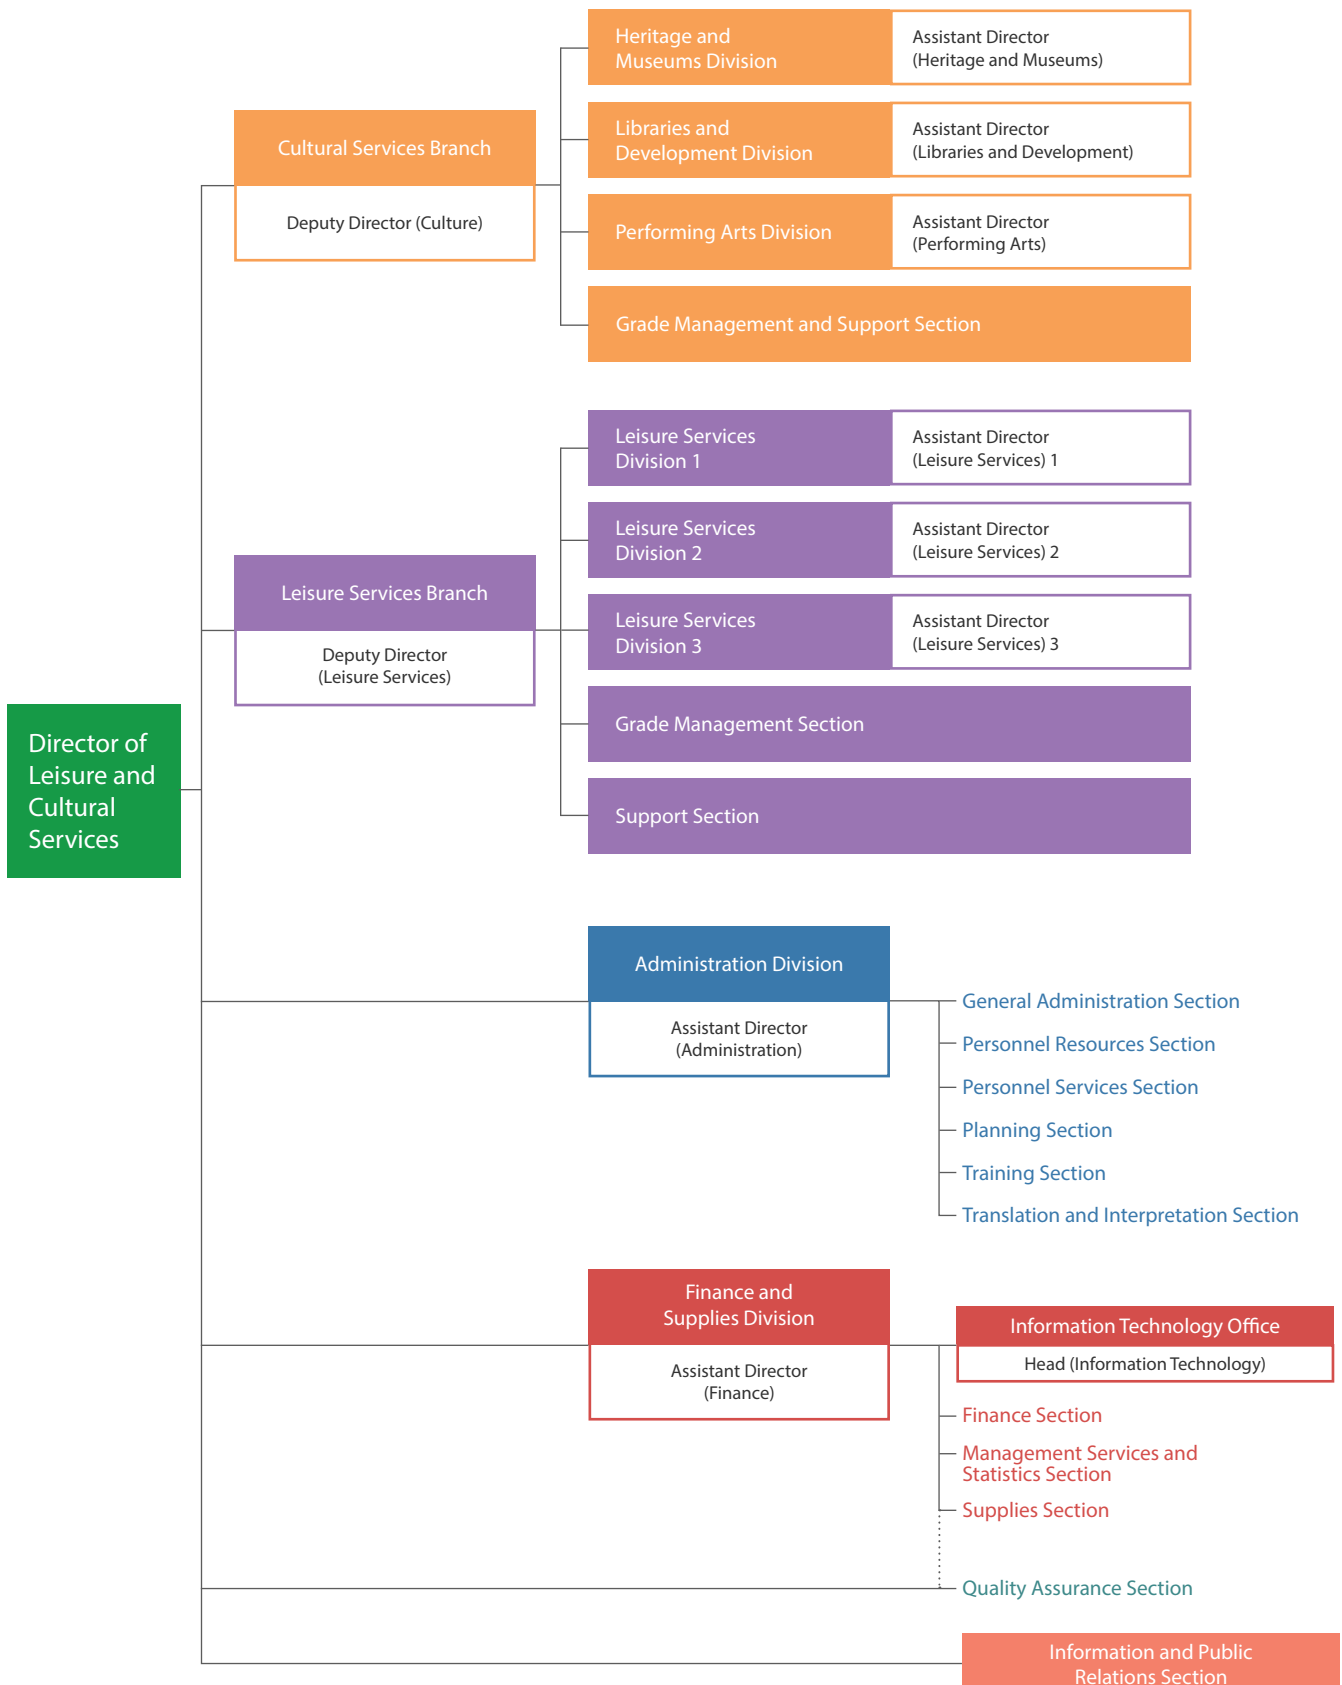 Director of
Leisure and
Cultural
Services
Cultural Services Branch
Deputy Director (Culture)
Heritage and
Museums Division
Assistant Director
(Heritage and Museums)
Libraries and
Development Division
Assistant Director
(Libraries and Development)
Performing Arts Division
Assistant Director
(Performing Arts)
Grade Management and Support Section
Leisure Services Branch
Deputy Director
(Leisure Services)
Leisure Services
Division 1
Assistant Director
(Leisure Services) 1
Leisure Services
Division 2
Assistant Director
(Leisure Services) 2
Leisure Services
Division 3
Assistant Director
(Leisure Services) 3
Grade Management Section
Support Section
Administration Division
Assistant Director
(Administration)
General Administration Section
Personnel Resources Section
Personnel Services Section
Planning Section
Training Section
Translation and Interpretation Section
Finance and
Supplies Division
Assistant Director
(Finance)
Information Technology Office
Head (Information Technology)
Finance Section
Management Services and
Statistics Section
Supplies Section
Quality Assurance Section
Information and Public
Relations Section